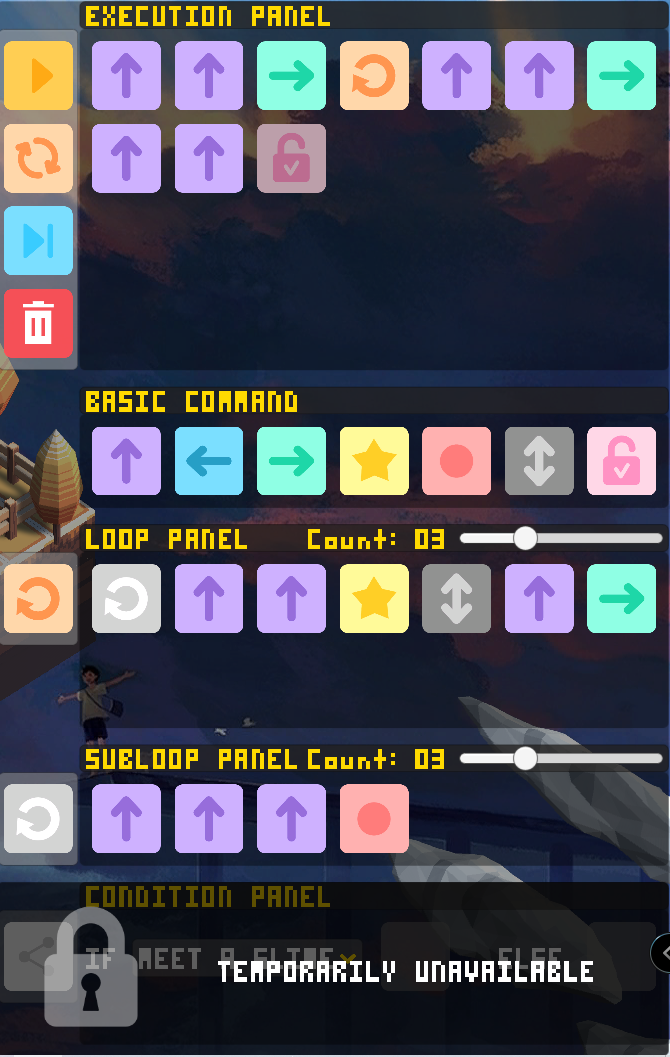 EXECUTION PANEL
BASIC COMMAND
LOOP PANEL Count: 03
SUBLOOP PANEL Count: 03
CONDITION PANEL
IF MEET A SLIME ELSE
TEMPORARILY UNAVAILABLE